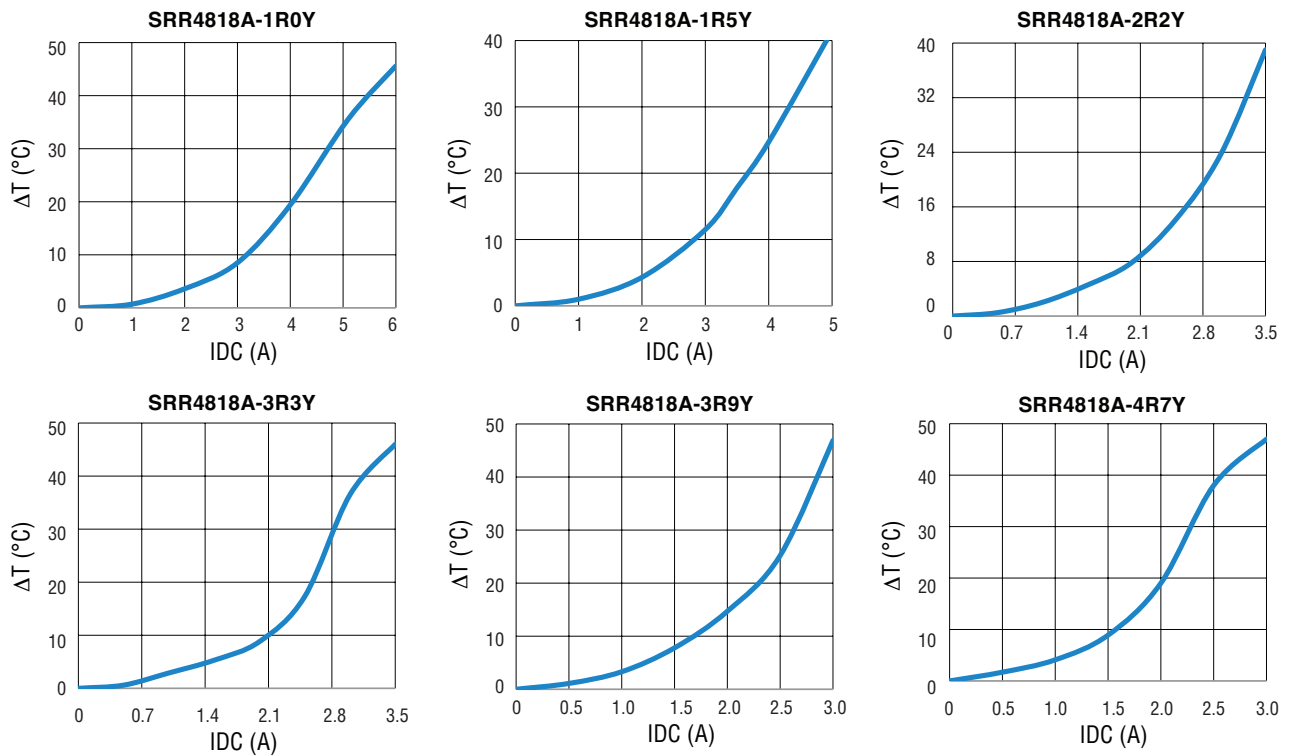 SRR4818A-1R0Y
50
40
30
20
10
0
ΔT (°C)
0 1 2 3 4 5 6
IDC (A)
SRR4818A-1R5Y
40
30
20
10
0
ΔT (°C)
0 1 2 3 4 5
IDC (A)
SRR4818A-2R2Y
40
32
24
16
8
0
ΔT (°C)
0 0.7 1.4 2.1 2.8 3.5
IDC (A)
SRR4818A-3R3Y
50
40
30
20
10
0
ΔT (°C)
0 0.7 1.4 2.1 2.8 3.5
IDC (A)
SRR4818A-3R9Y
50
40
30
20
10
0
ΔT (°C)
0 0.5 1.0 1.5 2.0 2.5 3.0
IDC (A)
SRR4818A-4R7Y
50
40
30
20
10
0
ΔT (°C)
0 0.5 1.0 1.5 2.0 2.5 3.0
IDC (A)